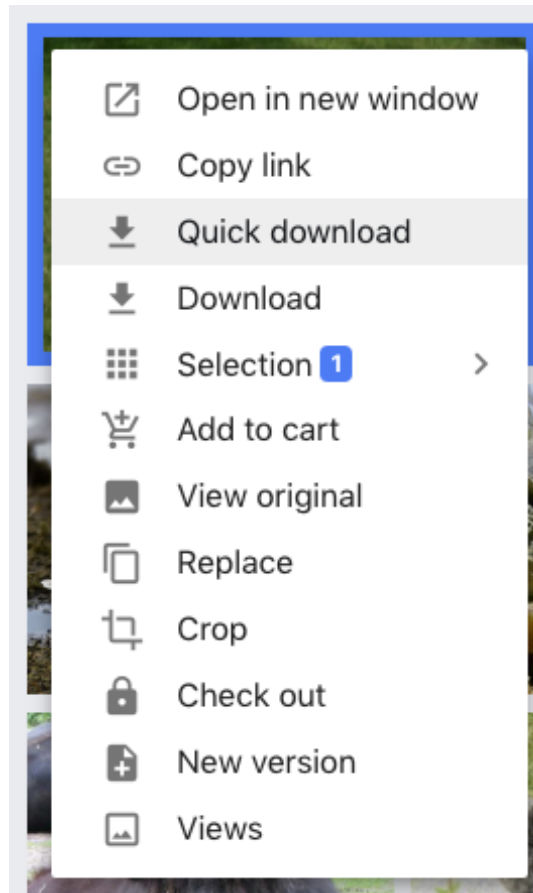 Open in new window
Copy link
Quick download
Download
Selection 1
Add to cart
View original
Replace
Crop
Check out
New version
Views